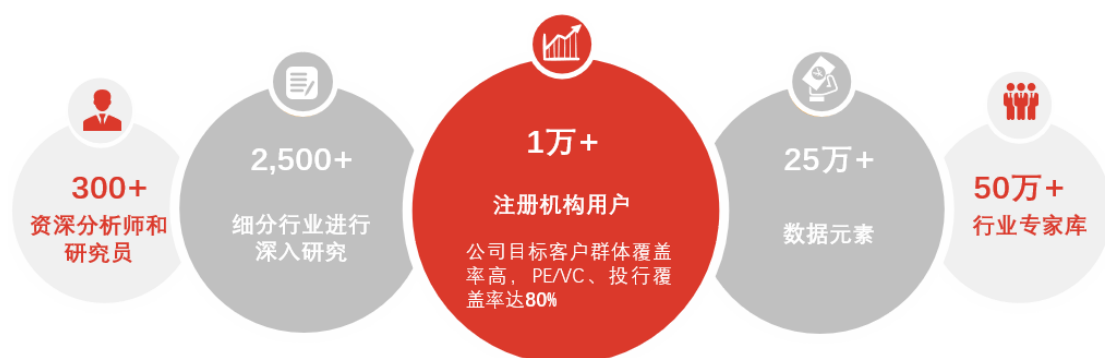 300+
资深分析师和
研究员
2,500+
细分行业进行
深入研究
1万+
注册机构用户
公司目标客户群体覆盖
率高，PE/VC、投行覆
盖率达80%
25万+
数据元素
50万+
行业专家库